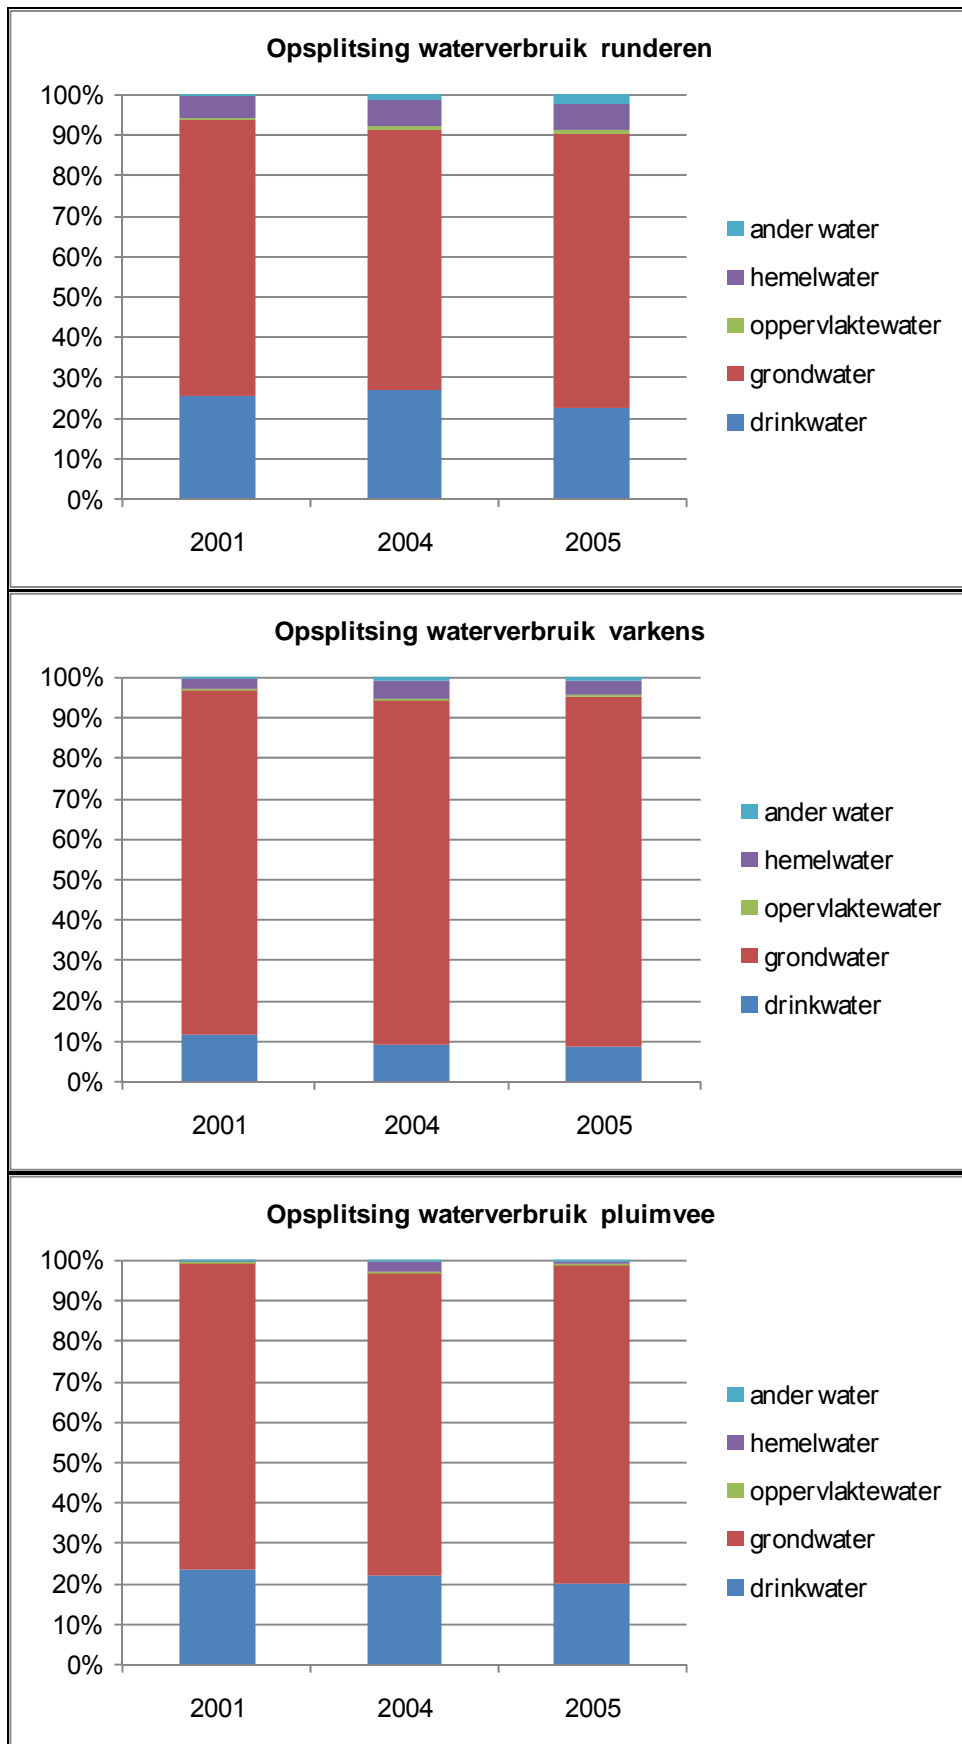 Opsplitsing waterverbruik runderen
100%
90%
80%
70%
60%
50%
40%
30%
20%
10%
0%
2001 2004 2005
ander water
hemelwater
oppervlaktewater
grondwater
drinkwater
Opsplitsing waterverbruik varkens
100%
90%
80%
70%
60%
50%
40%
30%
20%
10%
0%
2001 2004 2005
ander water
hemelwater
opervlaktewater
grondwater
drinkwater
Opsplitsing waterverbruik pluimvee
100%
90%
80%
70%
60%
50%
40%
30%
20%
10%
0%
2001 2004 2005
ander water
hemelwater
oppervlaktewater
grondwater
drinkwater